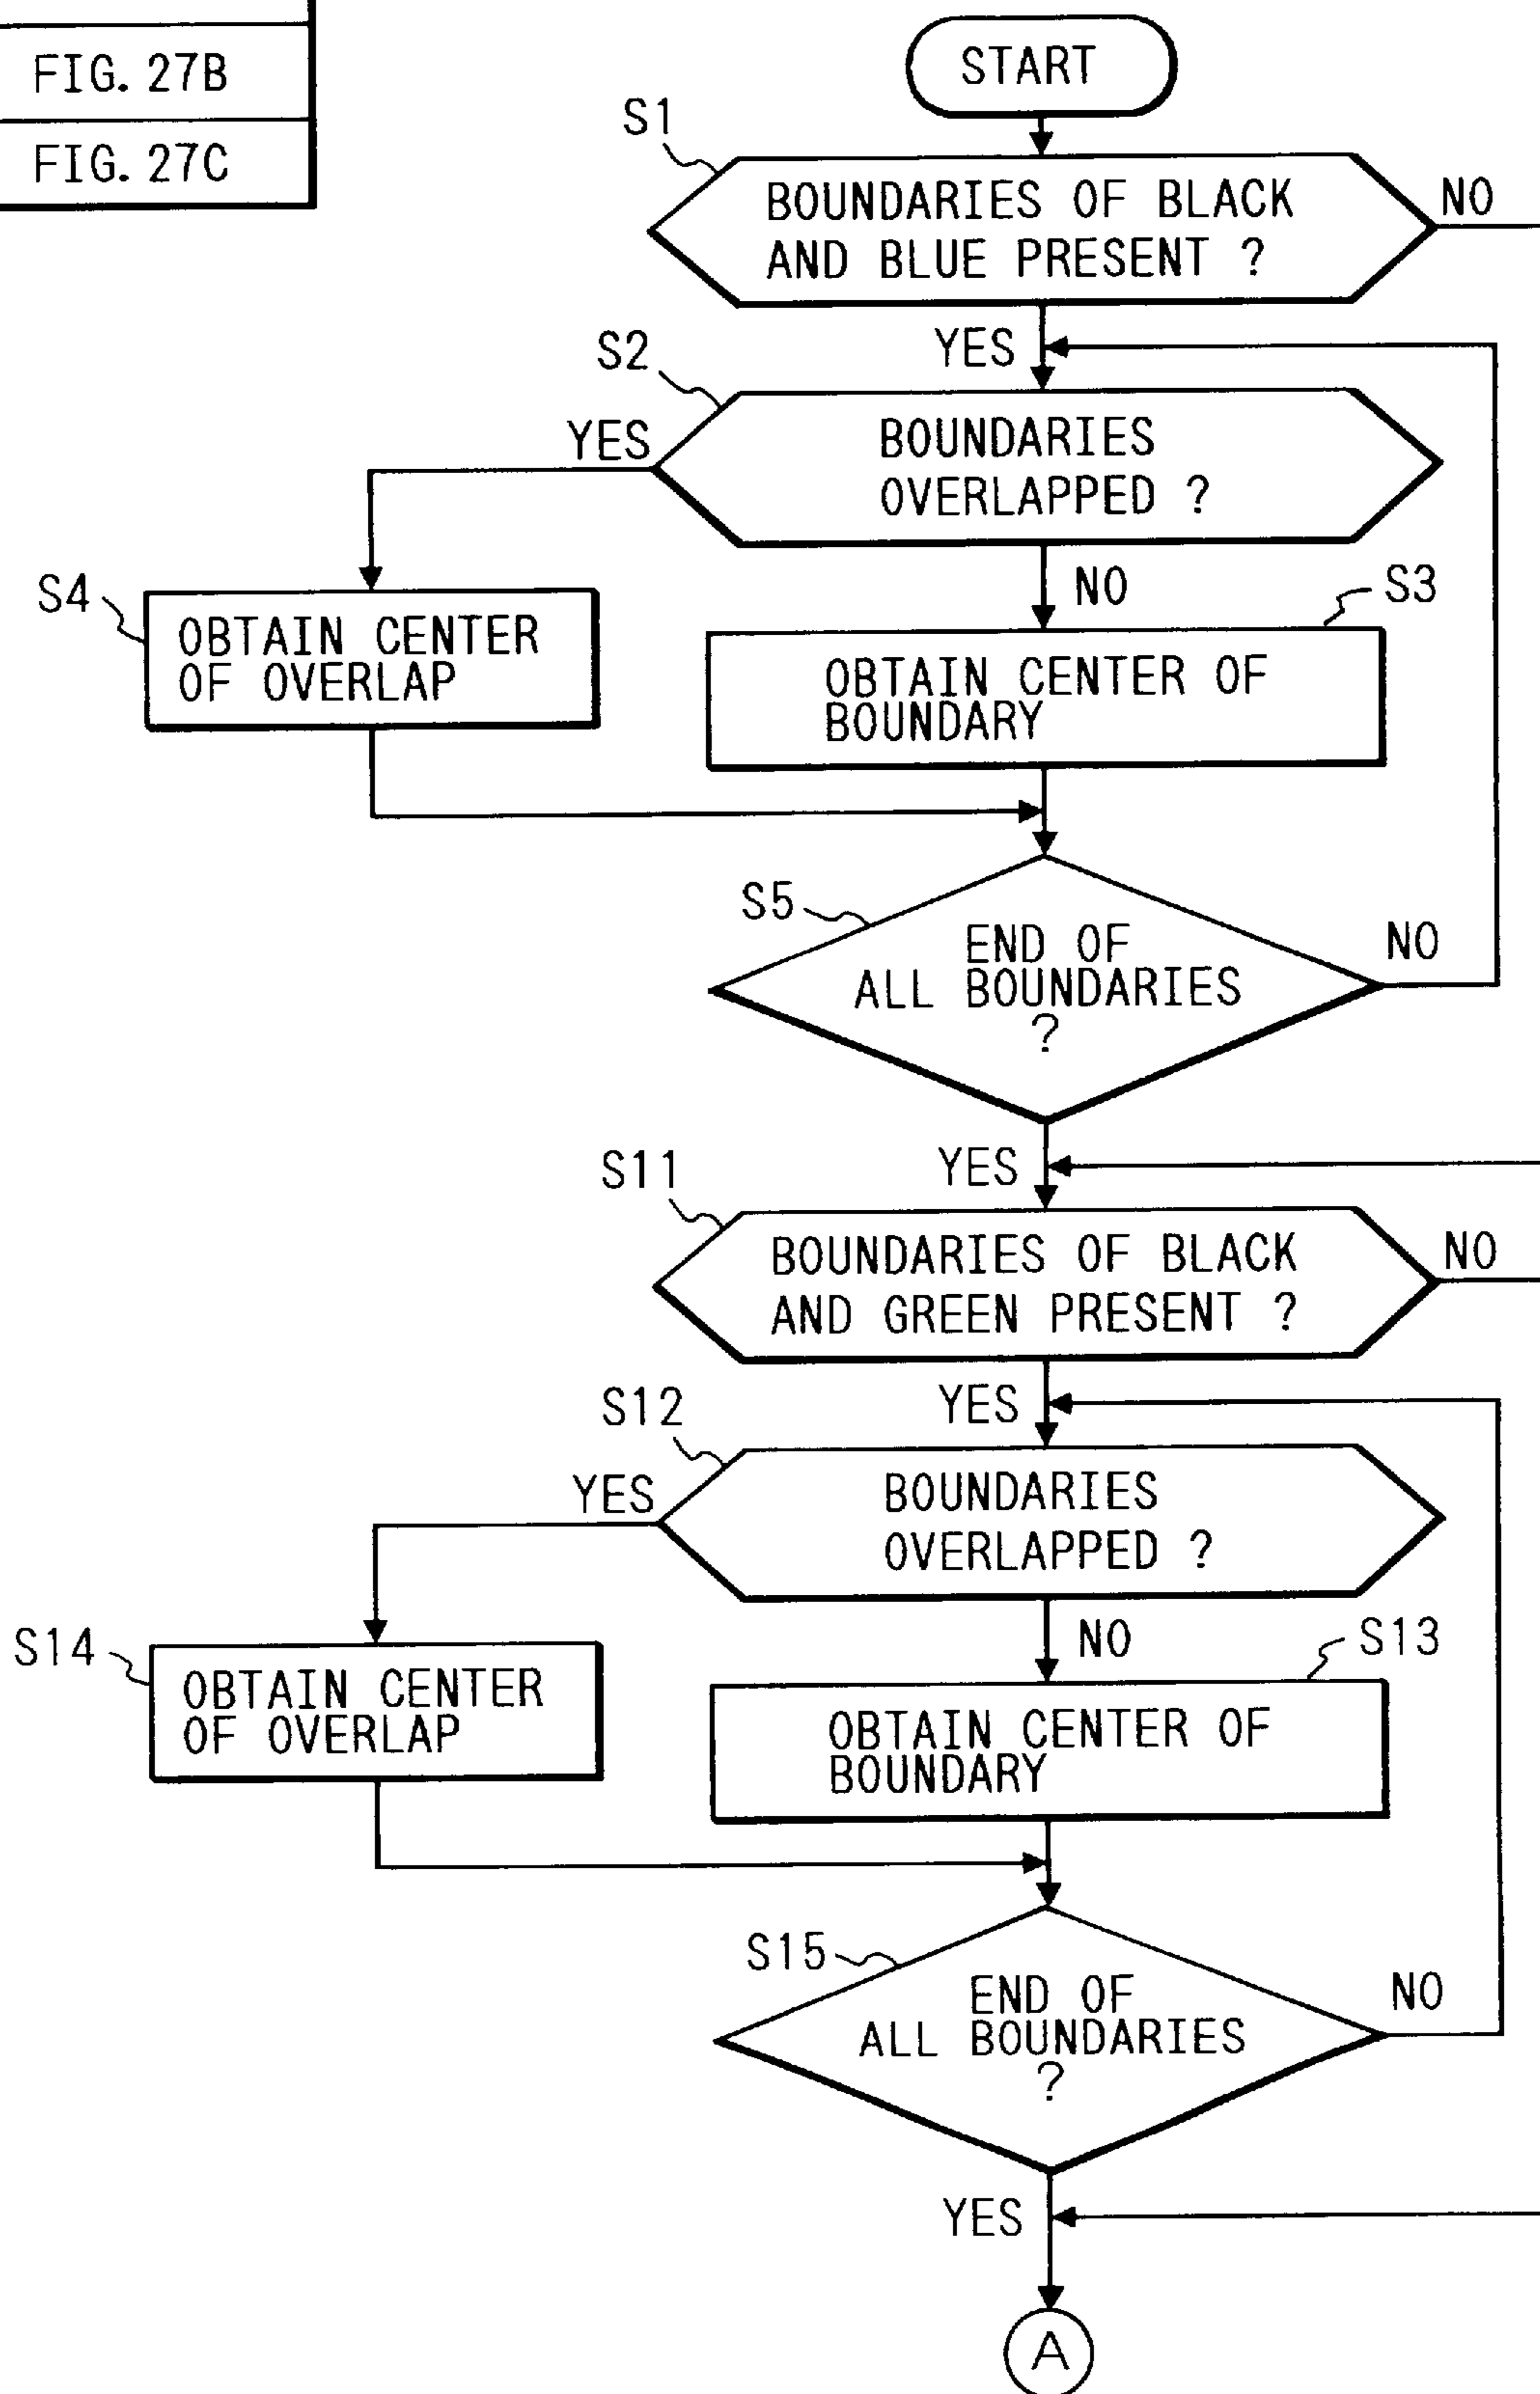 FIG. 27B
FIG. 27C
START
S1
BOUNDARIES OF BLACK
AND BLUE PRESENT ?
NO
YES
S2
YES
BOUNDARIES
OVERLAPPED ?
NO
S4
OBTAIN CENTER
OF OVERLAP
S3
OBTAIN CENTER OF
BOUNDARY
S5
END OF
ALL BOUNDARIES
?
NO
YES
S11
BOUNDARIES OF BLACK
AND GREEN PRESENT ?
NO
YES
S12
YES
BOUNDARIES
OVERLAPPED ?
NO
S14
OBTAIN CENTER
OF OVERLAP
S13
OBTAIN CENTER OF
BOUNDARY
S15
END OF
ALL BOUNDARIES
?
NO
YES
A